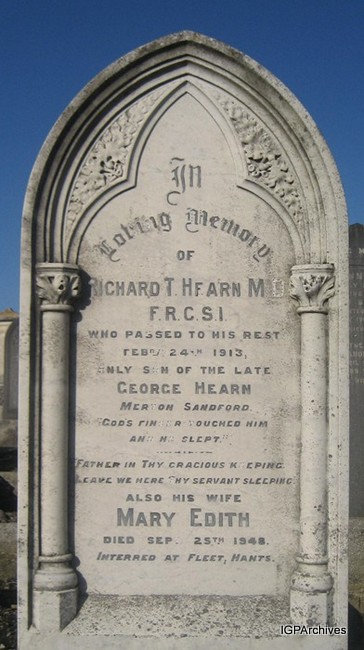 In
Loving Memory
OF
RICHARD T. HEARN M.D.
F.R.C.S.I.
WHO PASSED TO HIS REST
FEBY 24TH 1913,
ONLY SON OF THE LATE
GEORGE HEARN
MERTON SANDFORD.
"GOD'S FINGER TOUCHED HIM
AND HE SLEPT."
"FATHER IN THY GRACIOUS KEEPING
LEAVE WE HERE THY SERVANT SLEEPING"
ALSO HIS WIFE
MARY EDITH
DIED SEP. 25TH 1948.
INTERRED AT FLEET, HANTS.
IGPArchives